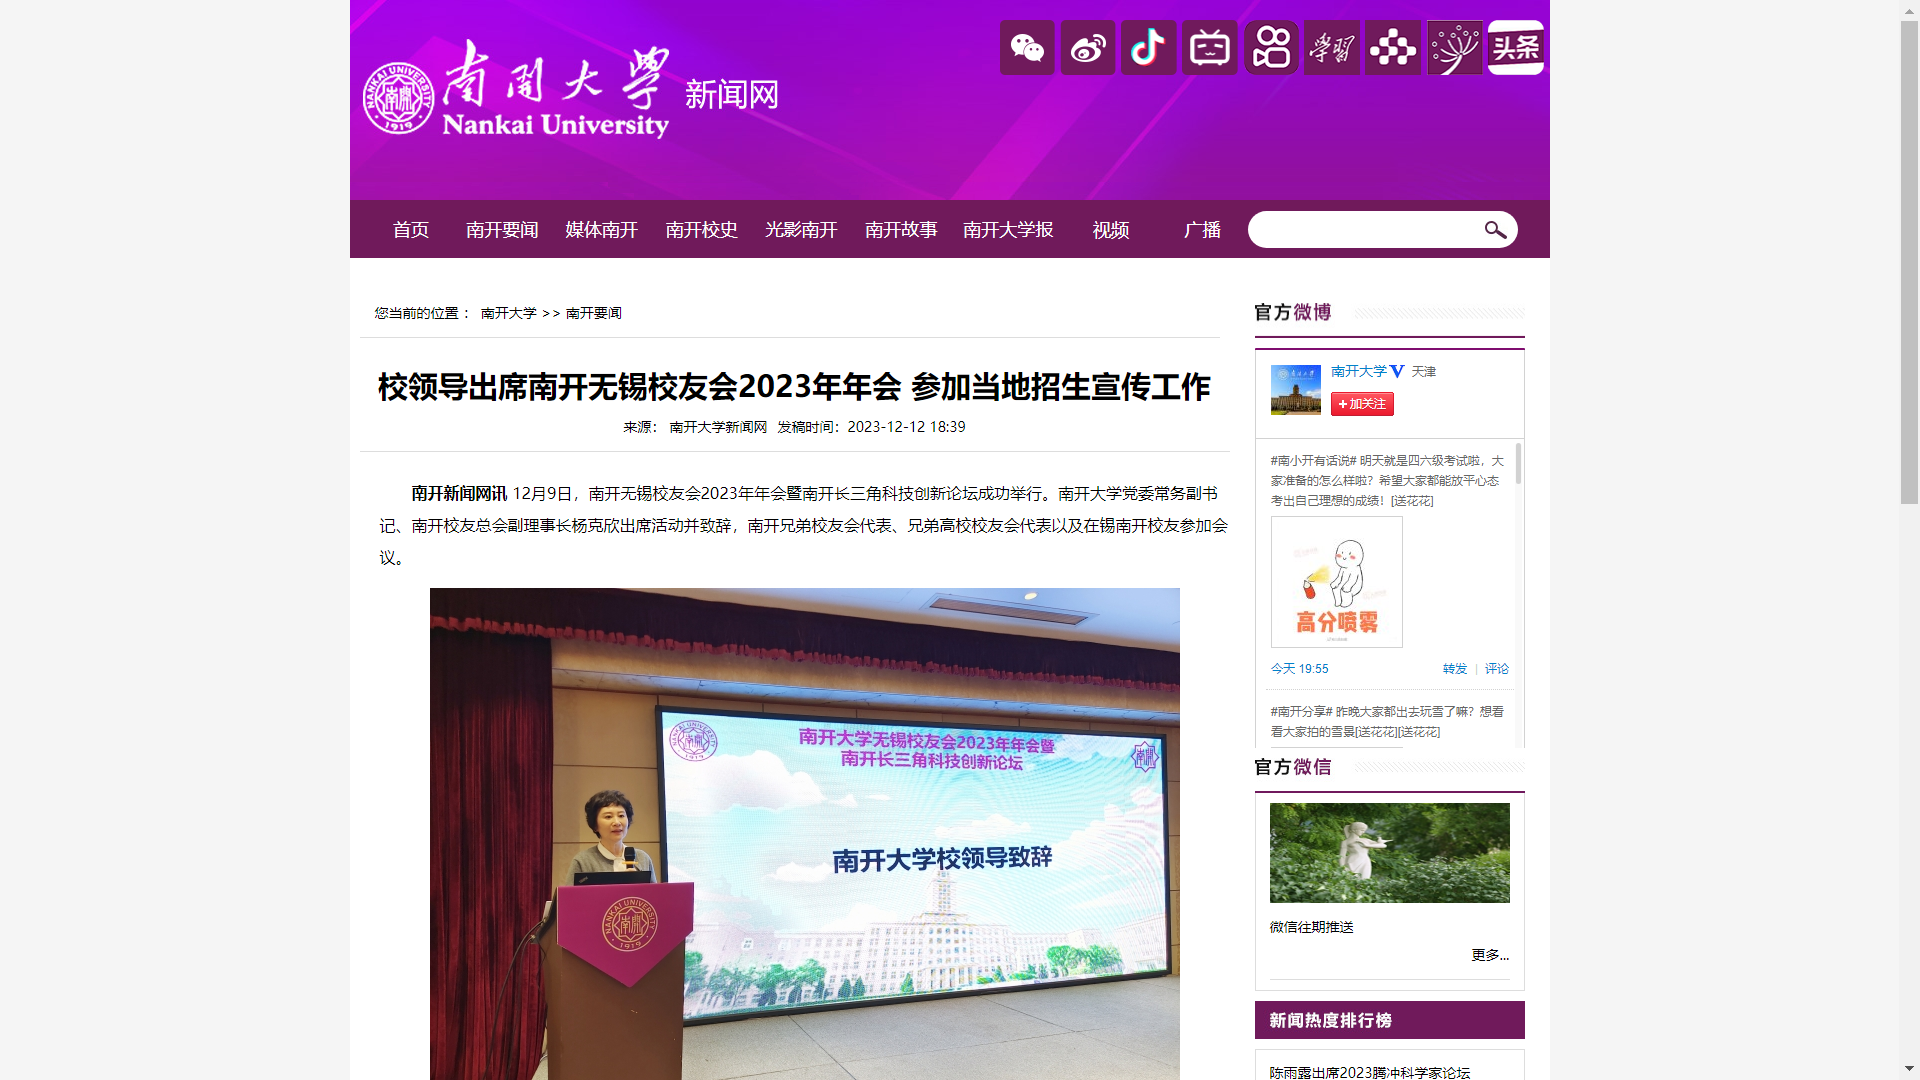 南開大學
Nankai University
NANKAI UNIVERSITY
南開
1919
新闻网
学習
头条
首页
南开要闻
媒体南开
南开校史
光影南开
南开故事
南开大学报
视频
广播
您当前的位置 ： 南开大学 >> 南开要闻
校领导出席南开无锡校友会2023年年会 参加当地招生宣传工作
来源： 南开大学新闻网 发稿时间：2023-12-12 18:39
南开新闻网讯 12月9日，南开无锡校友会2023年年会暨南开长三角科技创新论坛成功举行。南开大学党委常务副书
记、南开校友总会副理事长杨克欣出席活动并致辞，南开兄弟校友会代表、兄弟高校校友会代表以及在锡南开校友参加会
议。
南开大学无锡校友会2023年年会暨
南开长三角科技创新论坛
南开大学校领导致辞
NANKAI UNIVERSITY
南開
1919
官方微博
南开大学 V 天津
+加关注
#南小开有话说# 明天就是四六级考试啦，大
家准备的怎么样啦？希望大家都能放平心态
考出自己理想的成绩！[送花花]
高分喷雾
今天 19:55
转发 | 评论
#南开分享# 昨晚大家都出去玩雪了嘛？想看
看大家拍的雪景[送花花][送花花]
官方微信
微信往期推送
更多...
新闻热度排行榜
陈雨露出席2023腾冲科学家论坛